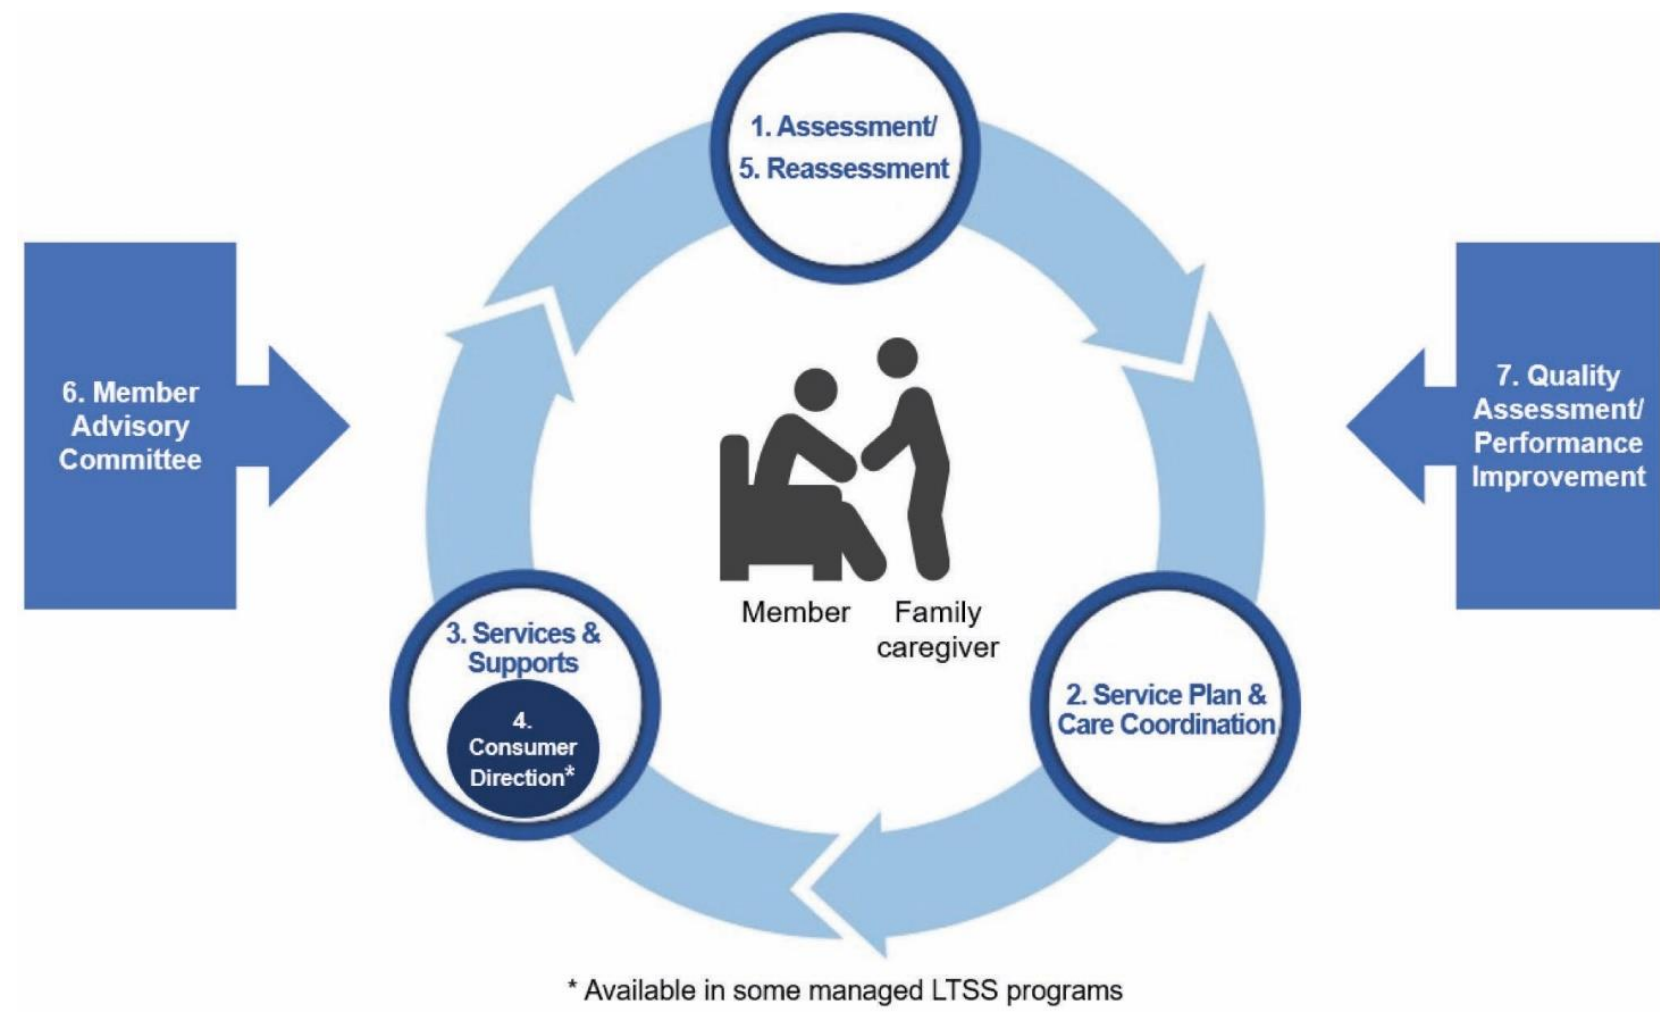 1. Assessment/
5. Reassessment
6. Member
Advisory
Committee
7. Quality
Assessment/
Performance
Improvement
Member
Family
caregiver
3. Services &
Supports
4.
Consumer
Direction*
2. Service Plan &
Care Coordination
* Available in some managed LTSS programs